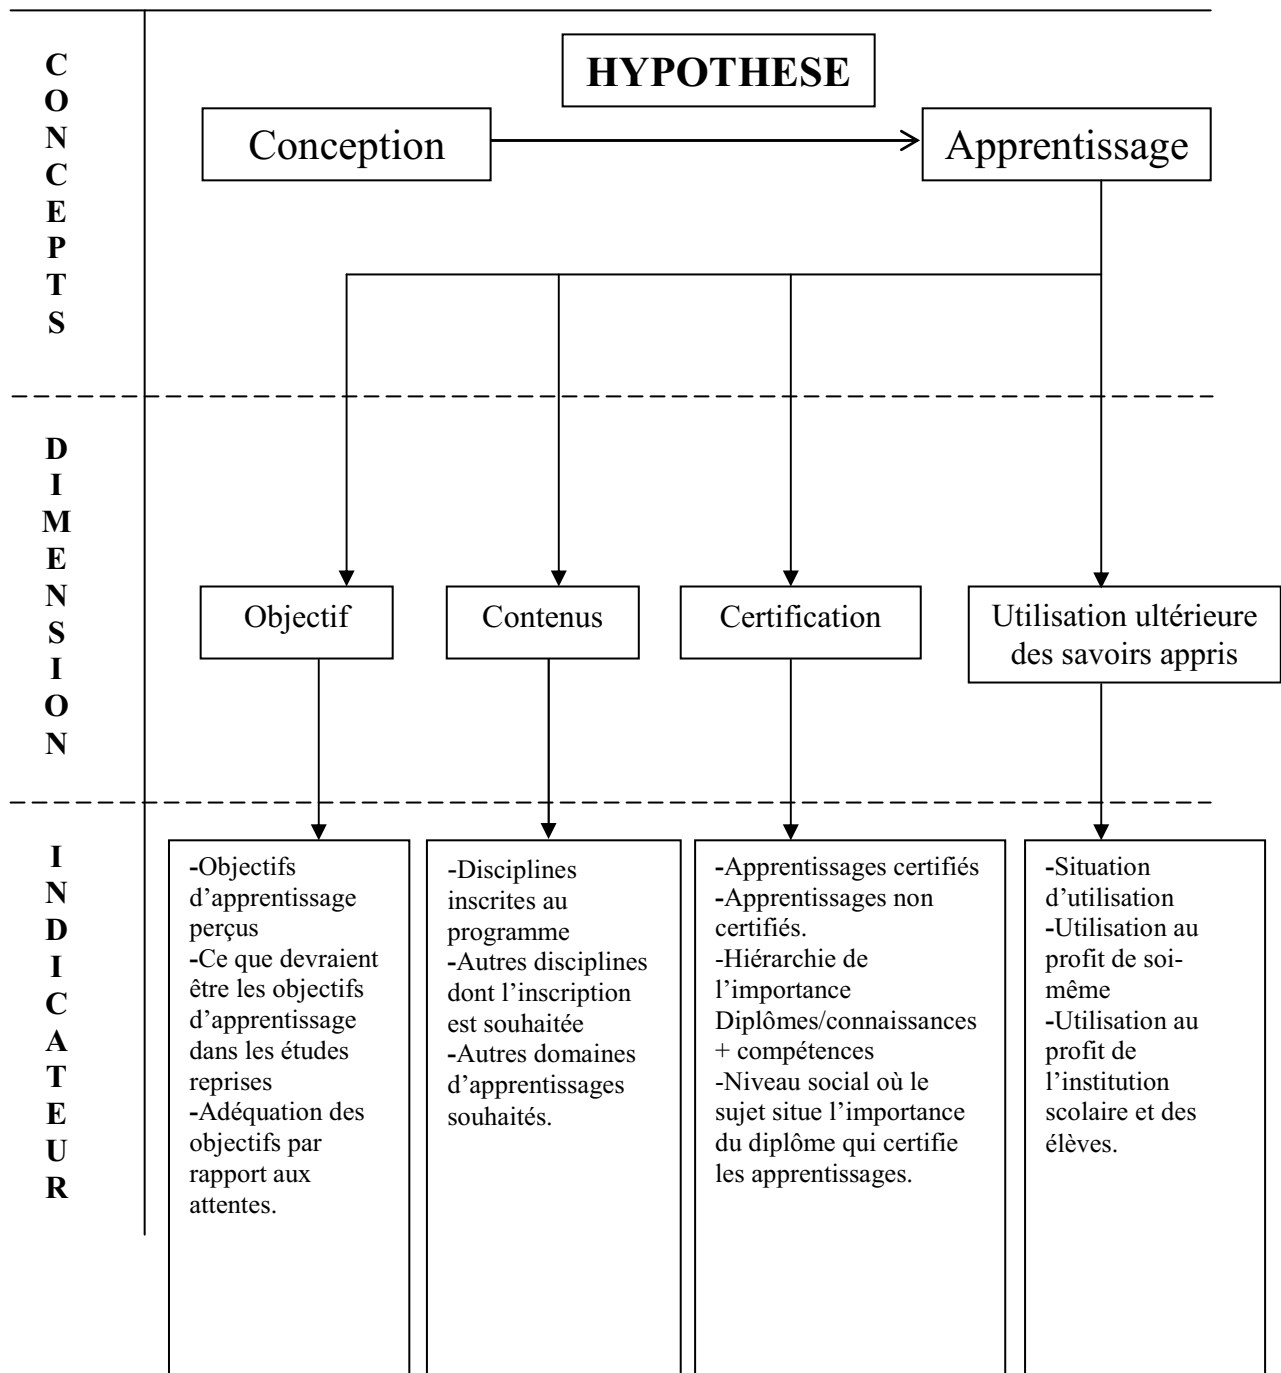 C
O
N
C
E
P
T
S
HYPOTHESE
Conception
Apprentissage
D
I
M
E
N
S
I
O
N
Objectif
Contenus
Certification
Utilisation ultérieure
des savoirs appris
I
N
D
I
C
A
T
E
U
R
-Objectifs
d’apprentissage
perçus
-Ce que devraient
être les objectifs
d’apprentissage
dans les études
reprises
-Adéquation des
objectifs par
rapport aux
attentes.
-Disciplines
inscrites au
programme
-Autres disciplines
dont l’inscription
est souhaitée
-Autres domaines
d’apprentissages
souhaités.
-Apprentissages certifiés
-Apprentissages non
certifiés.
-Hiérarchie de
l’importance
Diplômes/connaissances
+ compétences
-Niveau social où le
sujet situe l’importance
du diplôme qui certifie
les apprentissages.
-Situation
d’utilisation
-Utilisation au
profit de soi-
même
-Utilisation au
profit de
l’institution
scolaire et des
élèves.